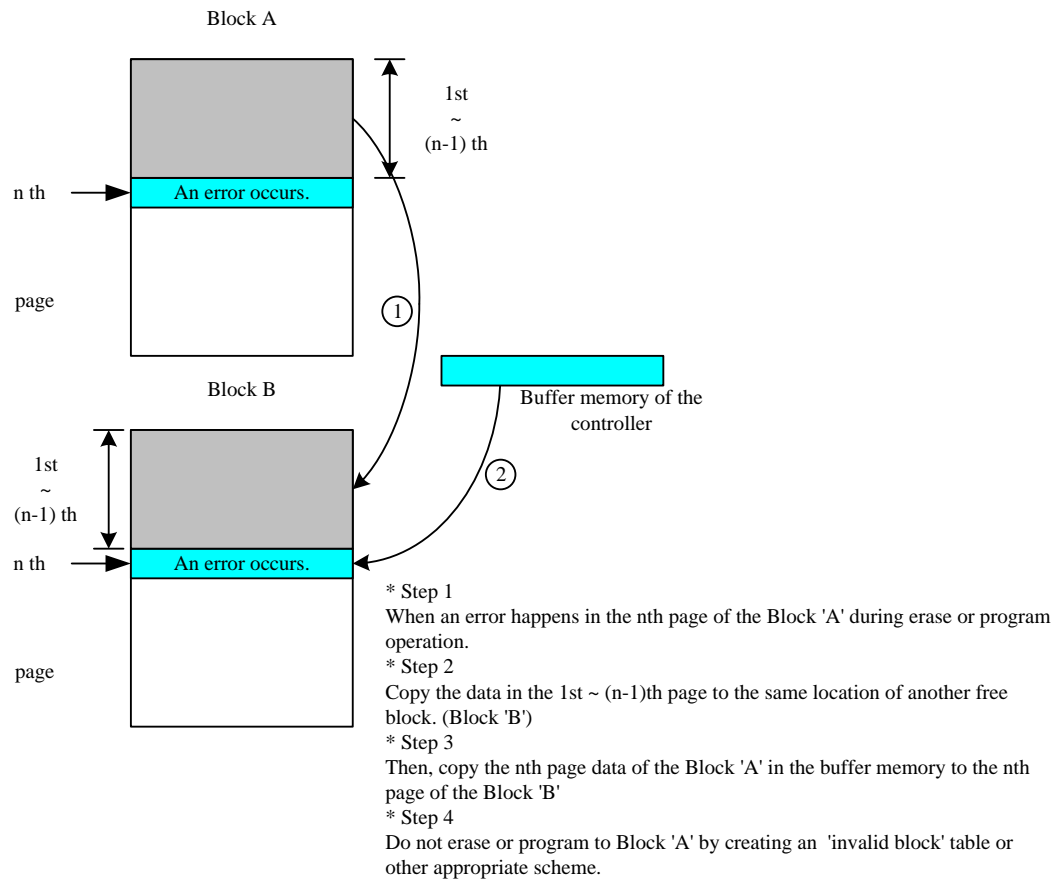 Block A
1st
~
(n-1) th
n th
An error occurs.
page
1
Buffer memory of the
controller
Block B
1st
~
(n-1) th
2
n th
An error occurs.
page
* Step 1
When an error happens in the nth page of the Block 'A' during erase or program
operation.
* Step 2
Copy the data in the 1st ~ (n-1)th page to the same location of another free
block. (Block 'B')
* Step 3
Then, copy the nth page data of the Block 'A' in the buffer memory to the nth
page of the Block 'B'
* Step 4
Do not erase or program to Block 'A' by creating an 'invalid block' table or
other appropriate scheme.